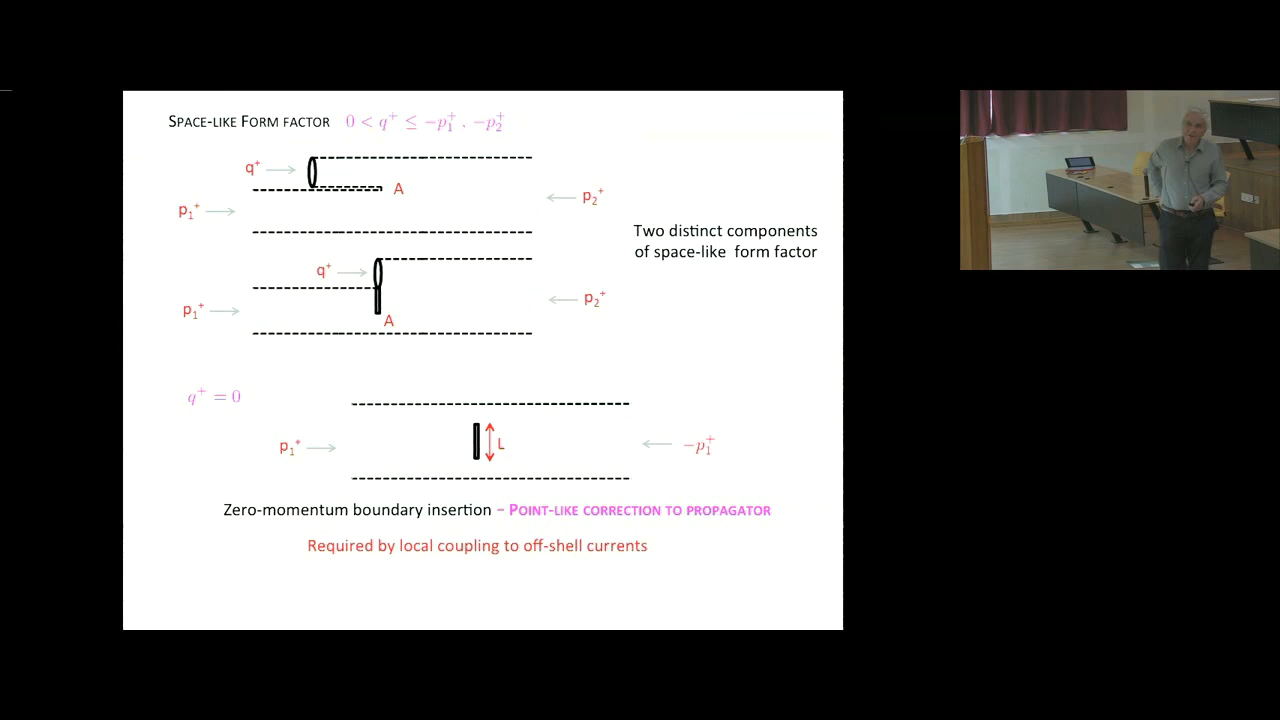 SPACE-LIKE FORM FACTOR 0 < q⁺ ≤ −p₁⁺ , −p₂⁺
q⁺
A
p₁⁺
p₂⁺
Two distinct components
of space-like form factor
q⁺
p₁⁺
p₂⁺
A
q⁺ = 0
p₁⁺
L
−p₁⁺
Zero-momentum boundary insertion – POINT-LIKE CORRECTION TO PROPAGATOR
Required by local coupling to off-shell currents